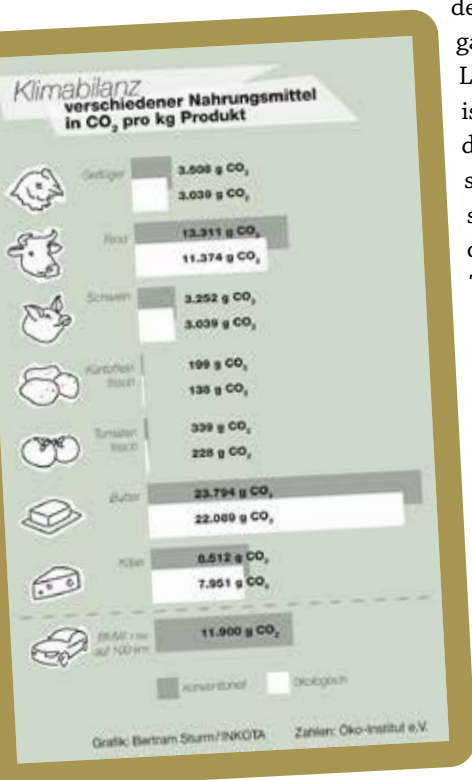 de
ga
L
is
d
s
s
Klimabilanz
verschiedener Nahrungsmittel
in CO₂ pro kg Produkt
Geflügel
3.508 g CO₂
3.039 g CO₂
Rind
13.311 g CO₂
11.374 g CO₂
Schwein
3.252 g CO₂
3.039 g CO₂
Kartoffeln
frisch
199 g CO₂
138 g CO₂
Tomaten
frisch
339 g CO₂
228 g CO₂
Butter
23.794 g CO₂
22.089 g CO₂
Käse
8.512 g CO₂
7.951 g CO₂
BMW
auf 100 km
11.900 g CO₂
konventionell
ökologisch
Grafik: Bertram Sturm/INKOTA
Zahlen: Öko-Institut e.V.